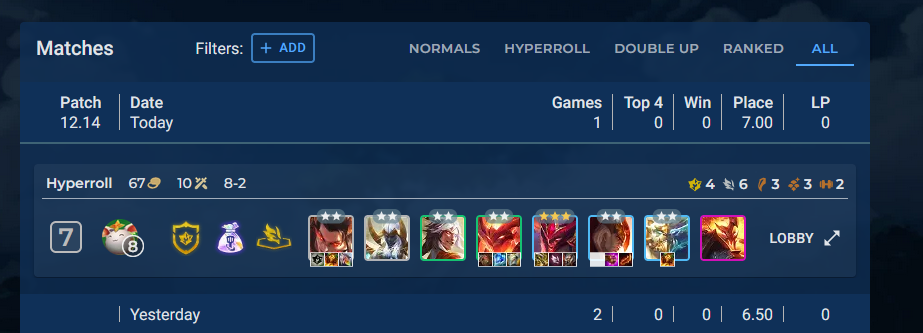 Matches Filters: + ADD NORMALS HYPERROLL DOUBLE UP RANKED ALL
Patch Date Games Top 4 Win Place LP
12.14 Today 1 0 0 7.00 0
Hyperroll 67 10 8-2 4 6 3 3 2
7 8 LOBBY
Yesterday 2 0 0 6.50 0